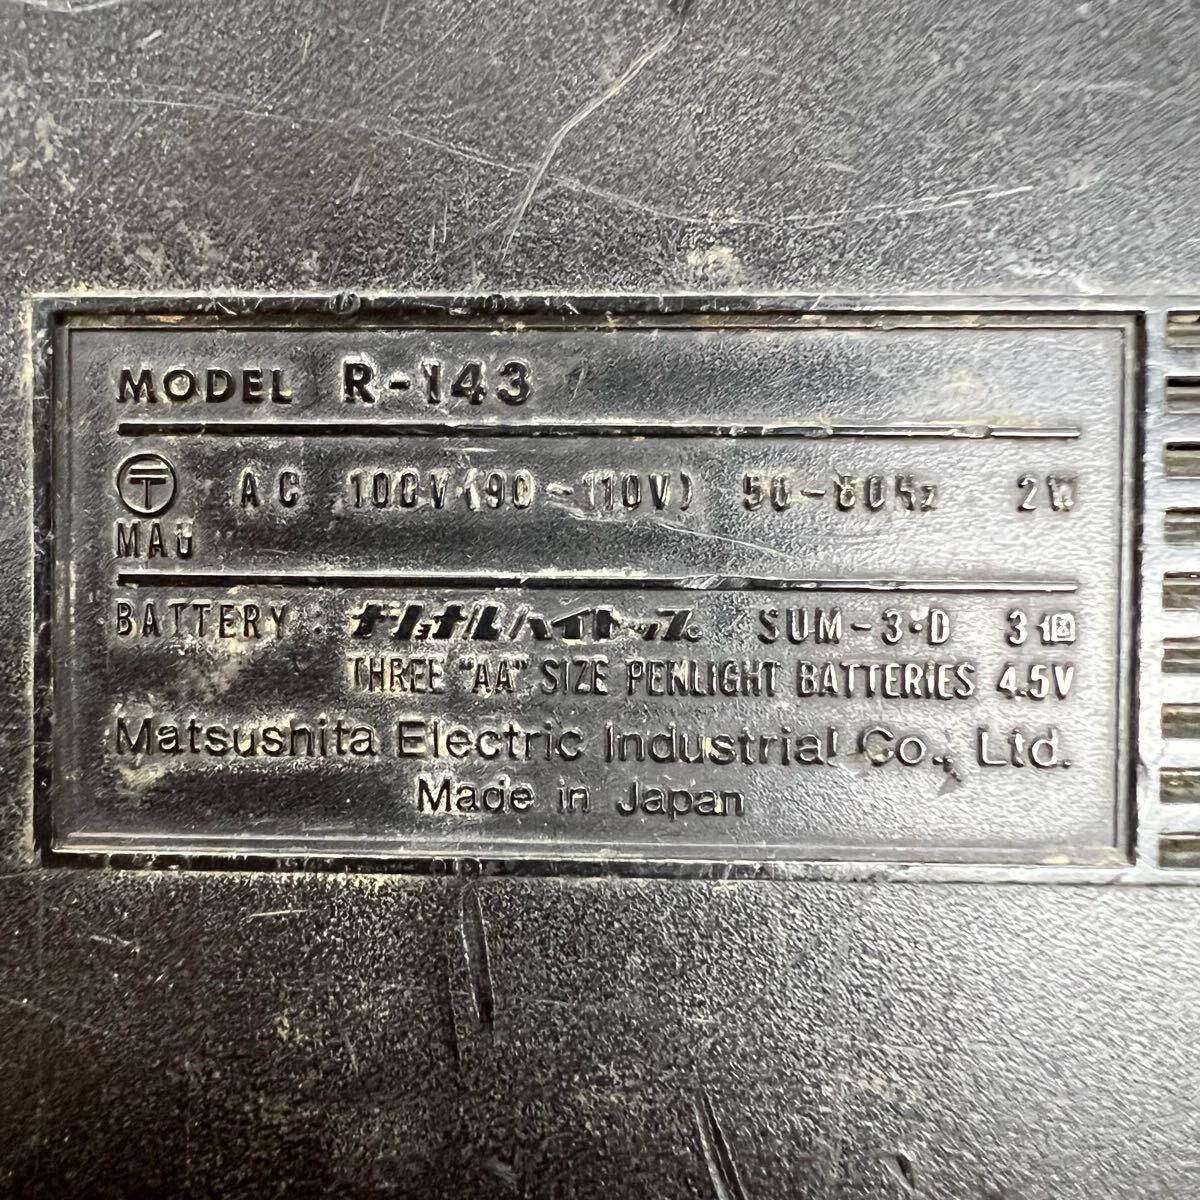 MODEL R-143
〒 AC 100V (90~110V) 50-60Hz 2W
MAU
BATTERY ナショナルハイトップ SUM-3・D 3個
THREE "AA" SIZE PENLIGHT BATTERIES 4.5V
Matsushita Electric Industrial Co., Ltd.
Made in Japan